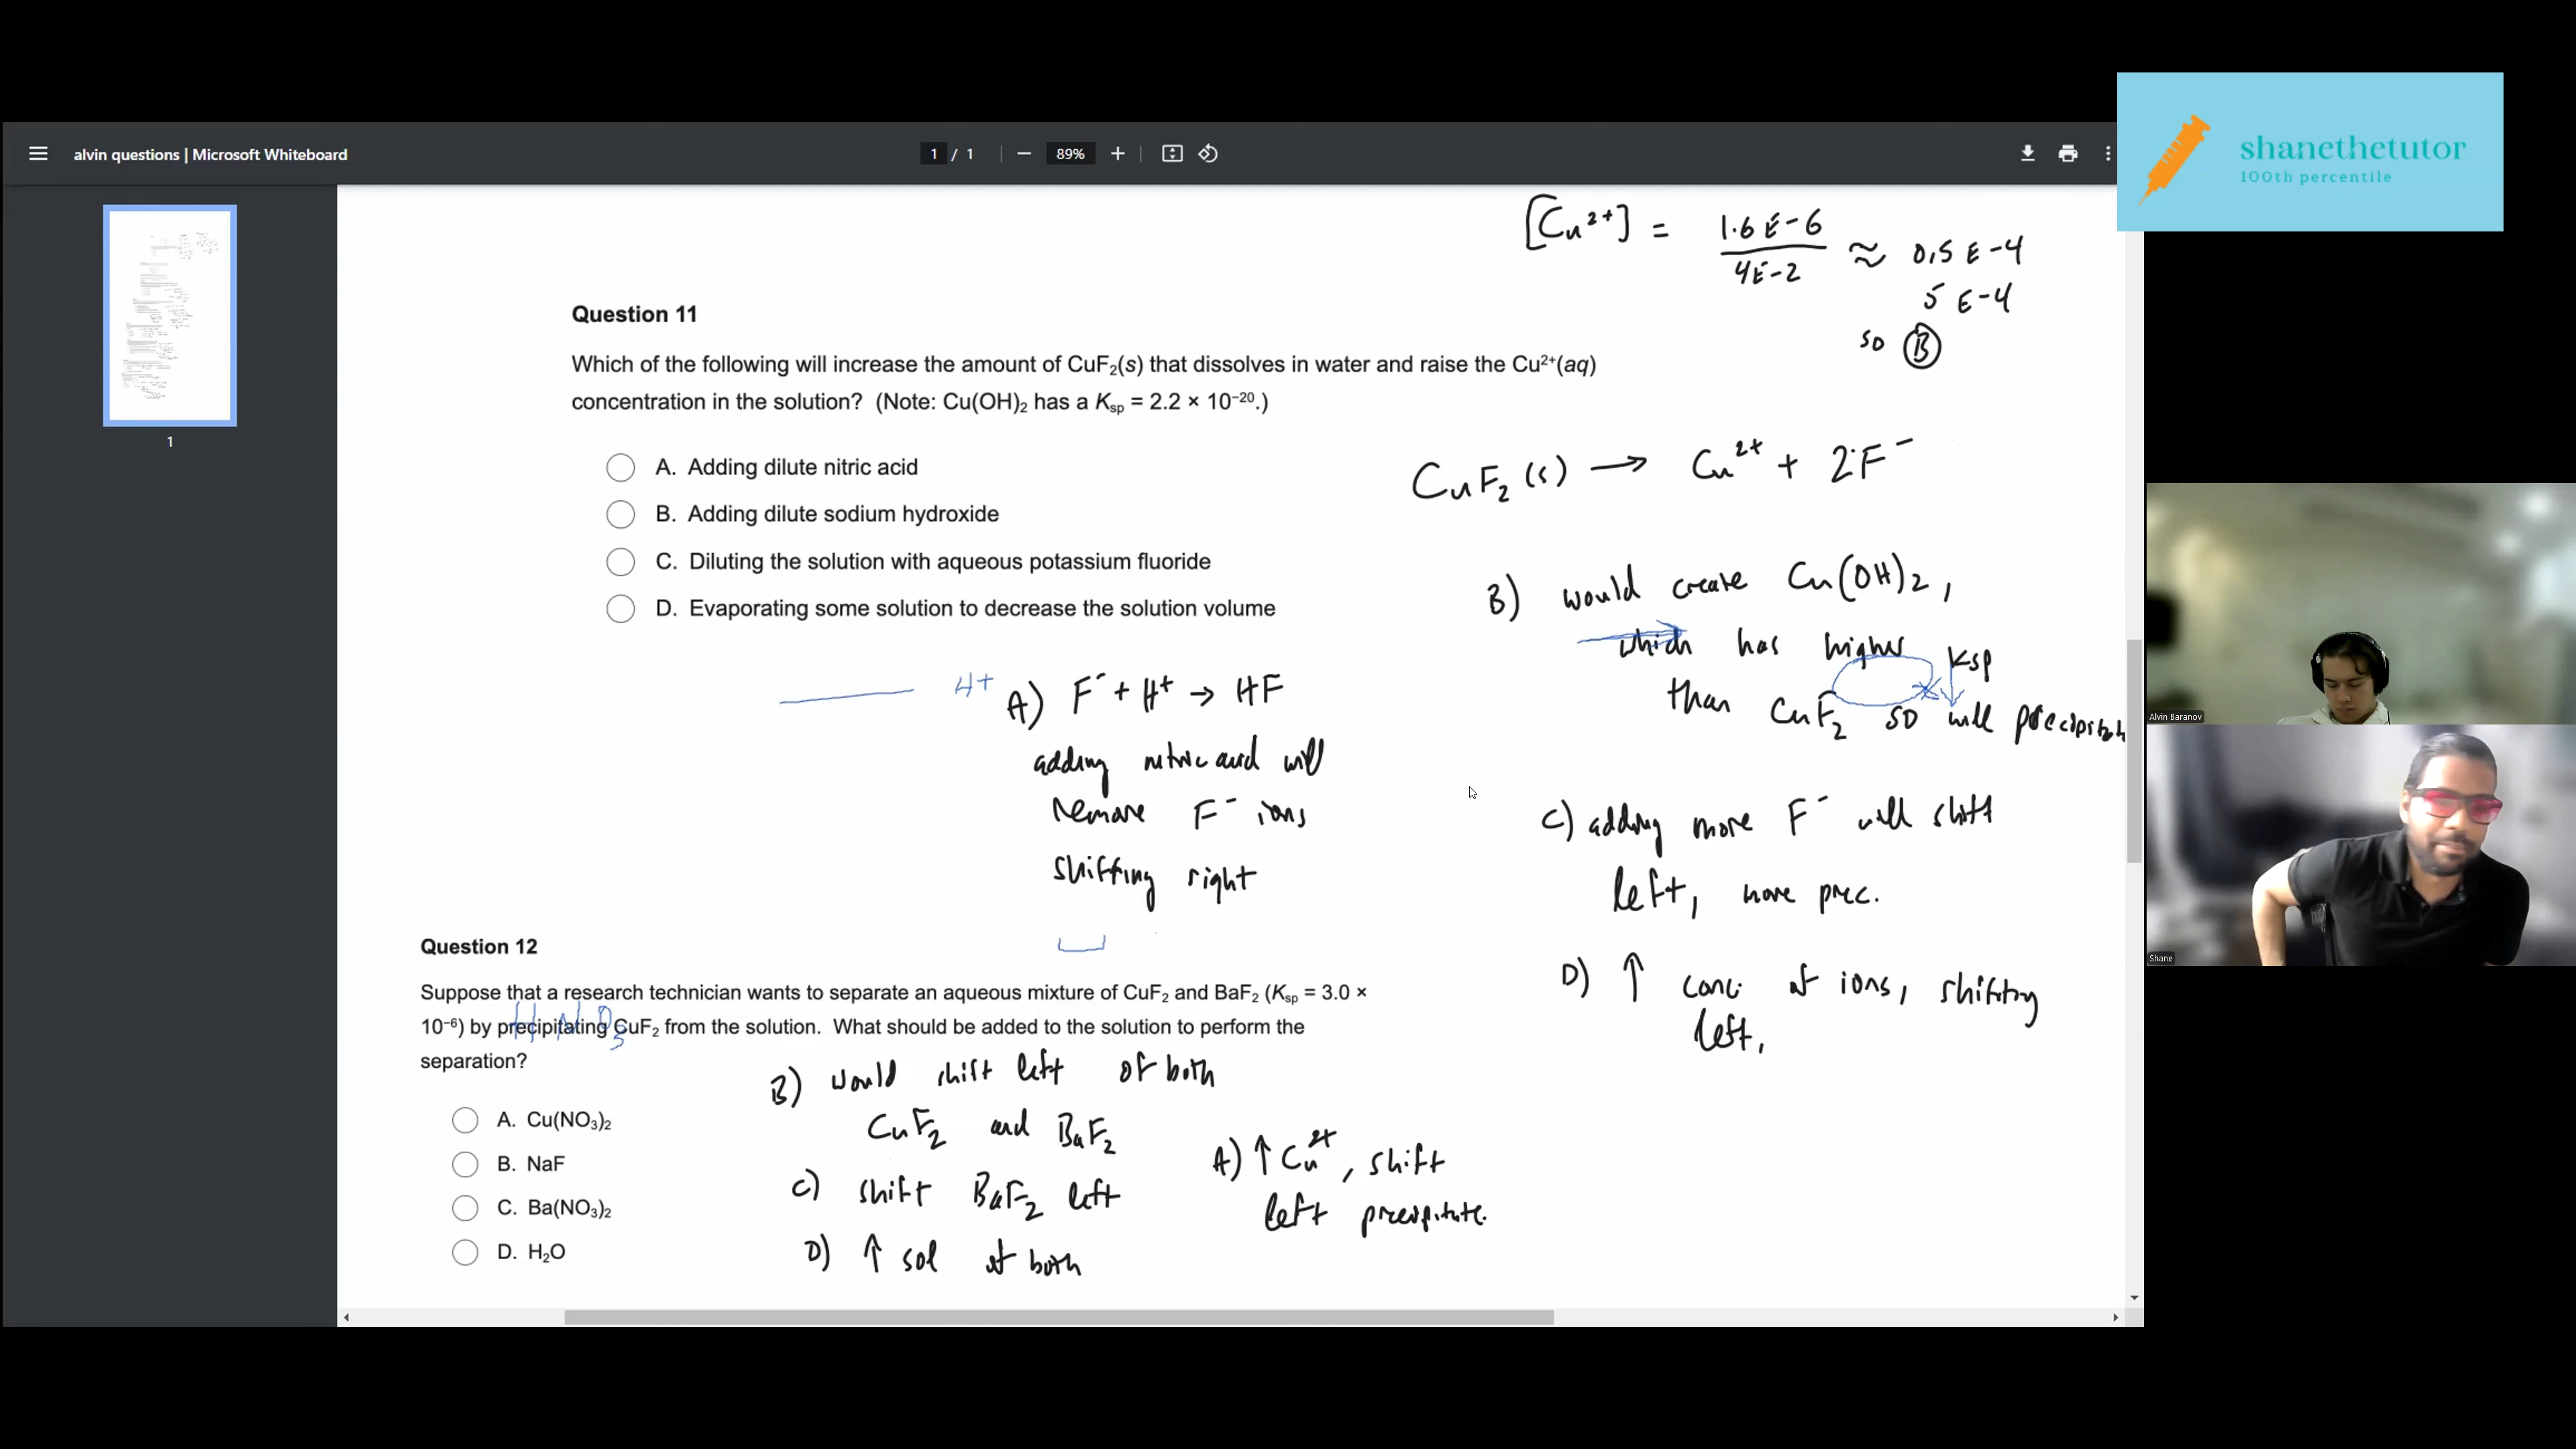 shanethetutor
100th percentile
alvin questions | Microsoft Whiteboard
1 / 1
89%
1
[Cu²⁺] = 1.6 E-6 / 4E-2 ≈ 0.5 E-4
5 E-4
so B
Question 11
Which of the following will increase the amount of CuF₂(s) that dissolves in water and raise the Cu²⁺(aq)
concentration in the solution? (Note: Cu(OH)₂ has a Ksp = 2.2 × 10⁻²⁰.)
A. Adding dilute nitric acid
B. Adding dilute sodium hydroxide
C. Diluting the solution with aqueous potassium fluoride
D. Evaporating some solution to decrease the solution volume
CuF₂ (s) → Cu²⁺ + 2F⁻
B) would create Cu(OH)₂,
which has higher Ksp
than CuF₂ so will precipitate
H+
A) F⁻ + H⁺ → HF
adding nitric acid will
remove F⁻ ions
shifting right
C) adding more F⁻ will shift
left, more prec.
D) ↑ conc of ions, shifting
left,
Question 12
Suppose that a research technician wants to separate an aqueous mixture of CuF₂ and BaF₂ (Ksp = 3.0 ×
10⁻⁶) by precipitating CuF₂ from the solution. What should be added to the solution to perform the
separation?
HNO₃
A. Cu(NO₃)₂
B. NaF
C. Ba(NO₃)₂
D. H₂O
B) would shift left of both
CuF₂ and BaF₂
C) shift BaF₂ left
D) ↑ sol of both
A) ↑ Cu²⁺, shift
left precipitate.
Alvin Baranov
Shane